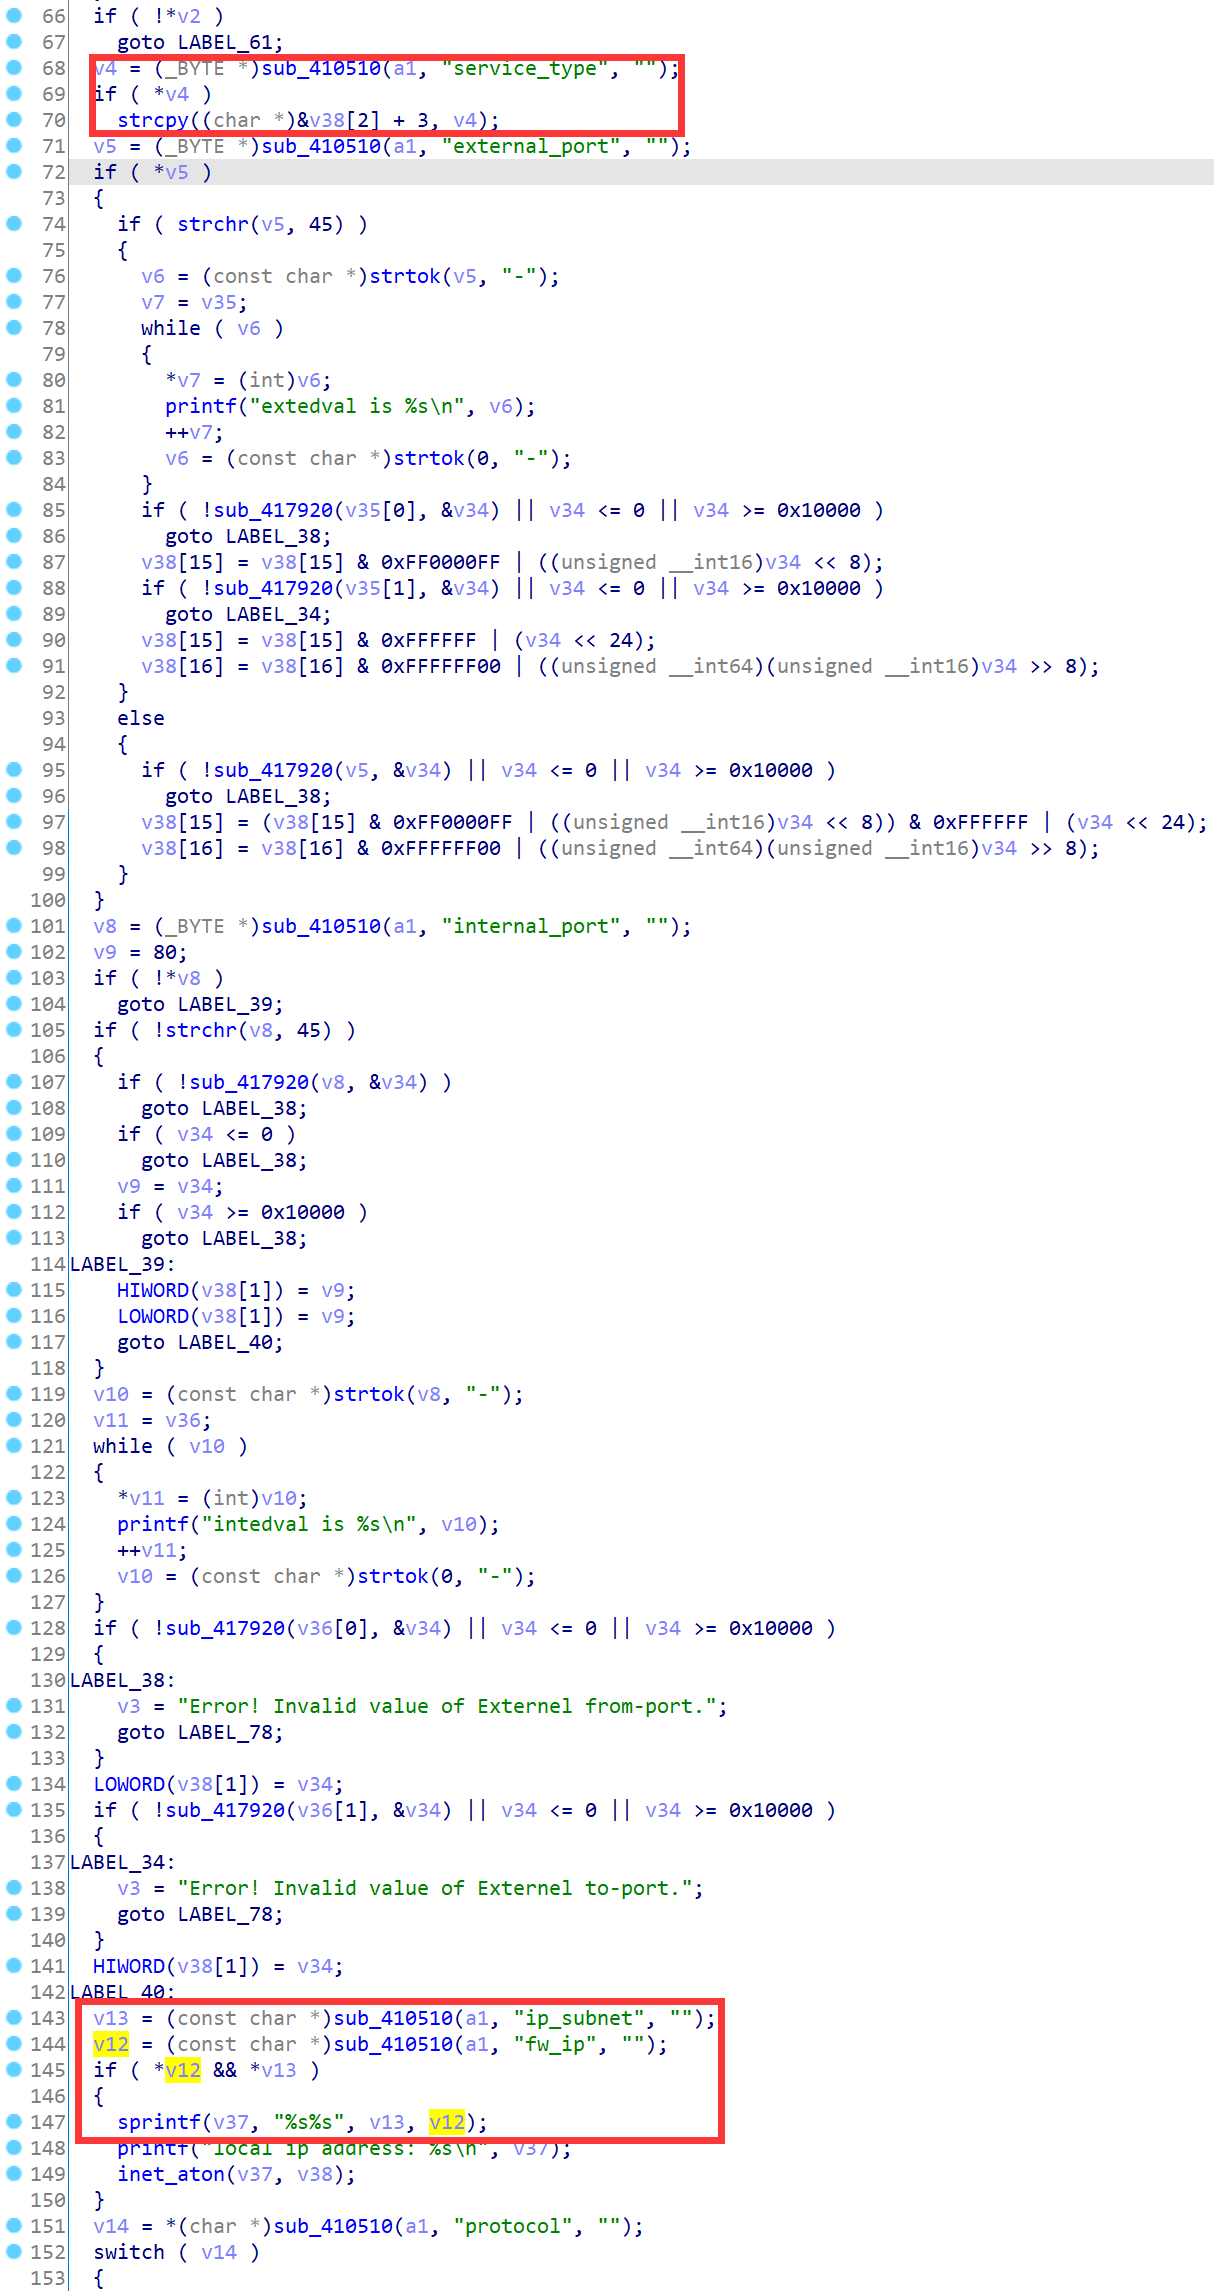 66 if ( !*v2 )
67 goto LABEL_61;
68 v4 = (_BYTE *)sub_410510(a1, "service_type", "");
69 if ( *v4 )
70 strcpy((char *)&v38[2] + 3, v4);
71 v5 = (_BYTE *)sub_410510(a1, "external_port", "");
72 if ( *v5 )
73 {
74 if ( strchr(v5, 45) )
75 {
76 v6 = (const char *)strtok(v5, "-");
77 v7 = v35;
78 while ( v6 )
79 {
80 *v7 = (int)v6;
81 printf("extedval is %s\n", v6);
82 ++v7;
83 v6 = (const char *)strtok(0, "-");
84 }
85 if ( !sub_417920(v35[0], &v34) || v34 <= 0 || v34 >= 0x10000 )
86 goto LABEL_38;
87 v38[15] = v38[15] & 0xFF0000FF | ((unsigned __int16)v34 << 8);
88 if ( !sub_417920(v35[1], &v34) || v34 <= 0 || v34 >= 0x10000 )
89 goto LABEL_34;
90 v38[15] = v38[15] & 0xFFFFFF | (v34 << 24);
91 v38[16] = v38[16] & 0xFFFFFF00 | ((unsigned __int64)(unsigned __int16)v34 >> 8);
92 }
93 else
94 {
95 if ( !sub_417920(v5, &v34) || v34 <= 0 || v34 >= 0x10000 )
96 goto LABEL_38;
97 v38[15] = (v38[15] & 0xFF0000FF | ((unsigned __int16)v34 << 8)) & 0xFFFFFF | (v34 << 24);
98 v38[16] = v38[16] & 0xFFFFFF00 | ((unsigned __int64)(unsigned __int16)v34 >> 8);
99 }
100 }
101 v8 = (_BYTE *)sub_410510(a1, "internal_port", "");
102 v9 = 80;
103 if ( !*v8 )
104 goto LABEL_39;
105 if ( !strchr(v8, 45) )
106 {
107 if ( !sub_417920(v8, &v34) )
108 goto LABEL_38;
109 if ( v34 <= 0 )
110 goto LABEL_38;
111 v9 = v34;
112 if ( v34 >= 0x10000 )
113 goto LABEL_38;
114 LABEL_39:
115 HIWORD(v38[1]) = v9;
116 LOWORD(v38[1]) = v9;
117 goto LABEL_40;
118 }
119 v10 = (const char *)strtok(v8, "-");
120 v11 = v36;
121 while ( v10 )
122 {
123 *v11 = (int)v10;
124 printf("intedval is %s\n", v10);
125 ++v11;
126 v10 = (const char *)strtok(0, "-");
127 }
128 if ( !sub_417920(v36[0], &v34) || v34 <= 0 || v34 >= 0x10000 )
129 {
130 LABEL_38:
131 v3 = "Error! Invalid value of Externel from-port.";
132 goto LABEL_78;
133 }
134 LOWORD(v38[1]) = v34;
135 if ( !sub_417920(v36[1], &v34) || v34 <= 0 || v34 >= 0x10000 )
136 {
137 LABEL_34:
138 v3 = "Error! Invalid value of Externel to-port.";
139 goto LABEL_78;
140 }
141 HIWORD(v38[1]) = v34;
142 LABEL_40:
143 v13 = (const char *)sub_410510(a1, "ip_subnet", "");
144 v12 = (const char *)sub_410510(a1, "fw_ip", "");
145 if ( *v12 && *v13 )
146 {
147 sprintf(v37, "%s%s", v13, v12);
148 printf("local ip address: %s\n", v37);
149 inet_aton(v37, v38);
150 }
151 v14 = *(char *)sub_410510(a1, "protocol", "");
152 switch ( v14 )
153 {